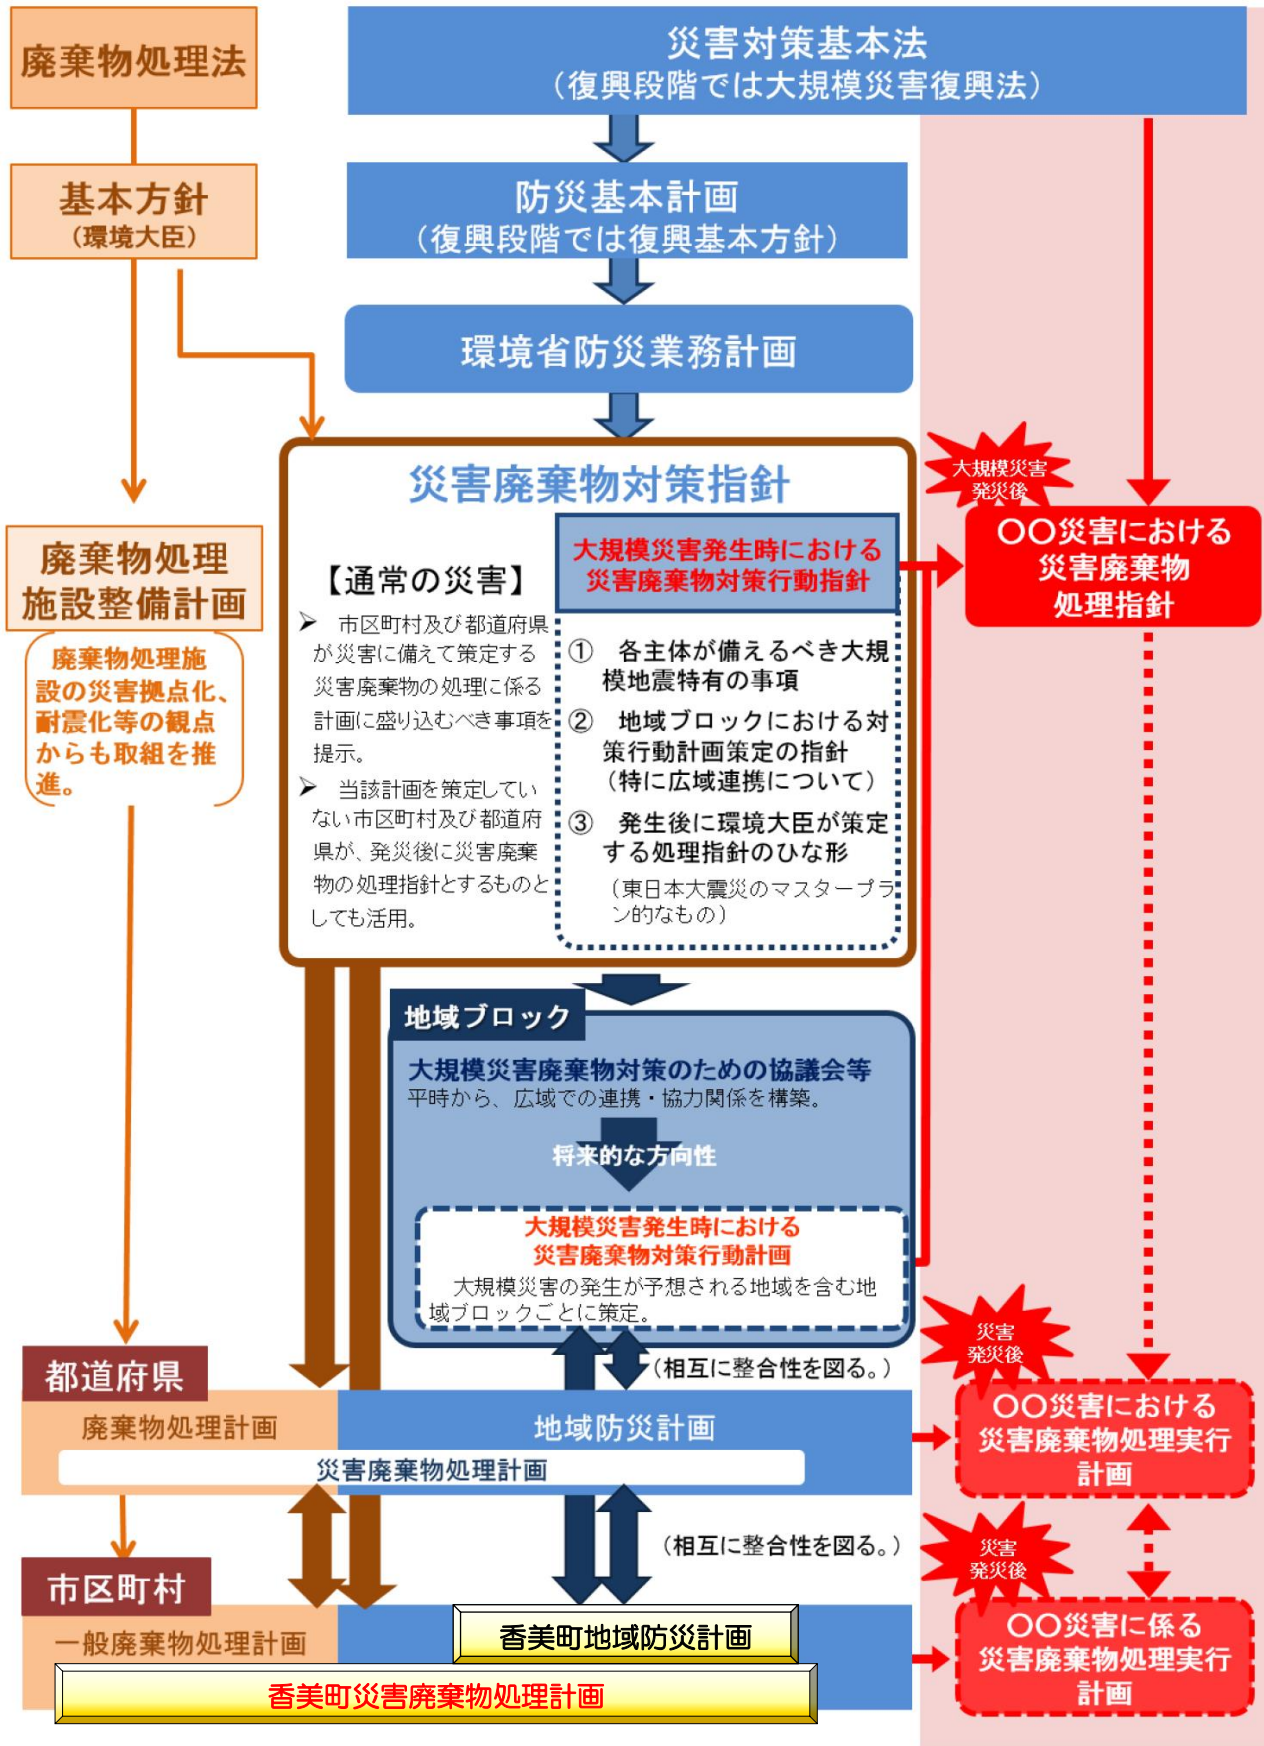 廃棄物処理法
災害対策基本法
（復興段階では大規模災害復興法）
基本方針
（環境大臣）
防災基本計画
（復興段階では復興基本方針）
環境省防災業務計画
廃棄物処理
施設整備計画
廃棄物処理施
設の災害拠点化、
耐震化等の観点
からも取組を推
進。
災害廃棄物対策指針
【通常の災害】
➢ 市区町村及び都道府県
が災害に備えて策定する
災害廃棄物の処理に係る
計画に盛り込むべき事項を
提示。
➢ 当該計画を策定してい
ない市区町村及び都道府
県が、発災後に災害廃棄
物の処理指針とするものと
しても活用。
大規模災害発生時における
災害廃棄物対策行動指針
① 各主体が備えるべき大規
模地震特有の事項
② 地域ブロックにおける対
策行動計画策定の指針
（特に広域連携について）
③ 発生後に環境大臣が策定
する処理指針のひな形
（東日本大震災のマスタープラ
ン的なもの）
大規模災害
発災後
〇〇災害における
災害廃棄物
処理指針
地域ブロック
大規模災害廃棄物対策のための協議会等
平時から、広域での連携・協力関係を構築。
将来的な方向性
大規模災害発生時における
災害廃棄物対策行動計画
大規模災害の発生が予想される地域を含む地
域ブロックごとに策定。
（相互に整合性を図る。）
都道府県
廃棄物処理計画
地域防災計画
災害廃棄物処理計画
災害
発災後
〇〇災害における
災害廃棄物処理実行
計画
（相互に整合性を図る。）
市区町村
一般廃棄物処理計画
香美町地域防災計画
香美町災害廃棄物処理計画
災害
発災後
〇〇災害に係る
災害廃棄物処理実行
計画